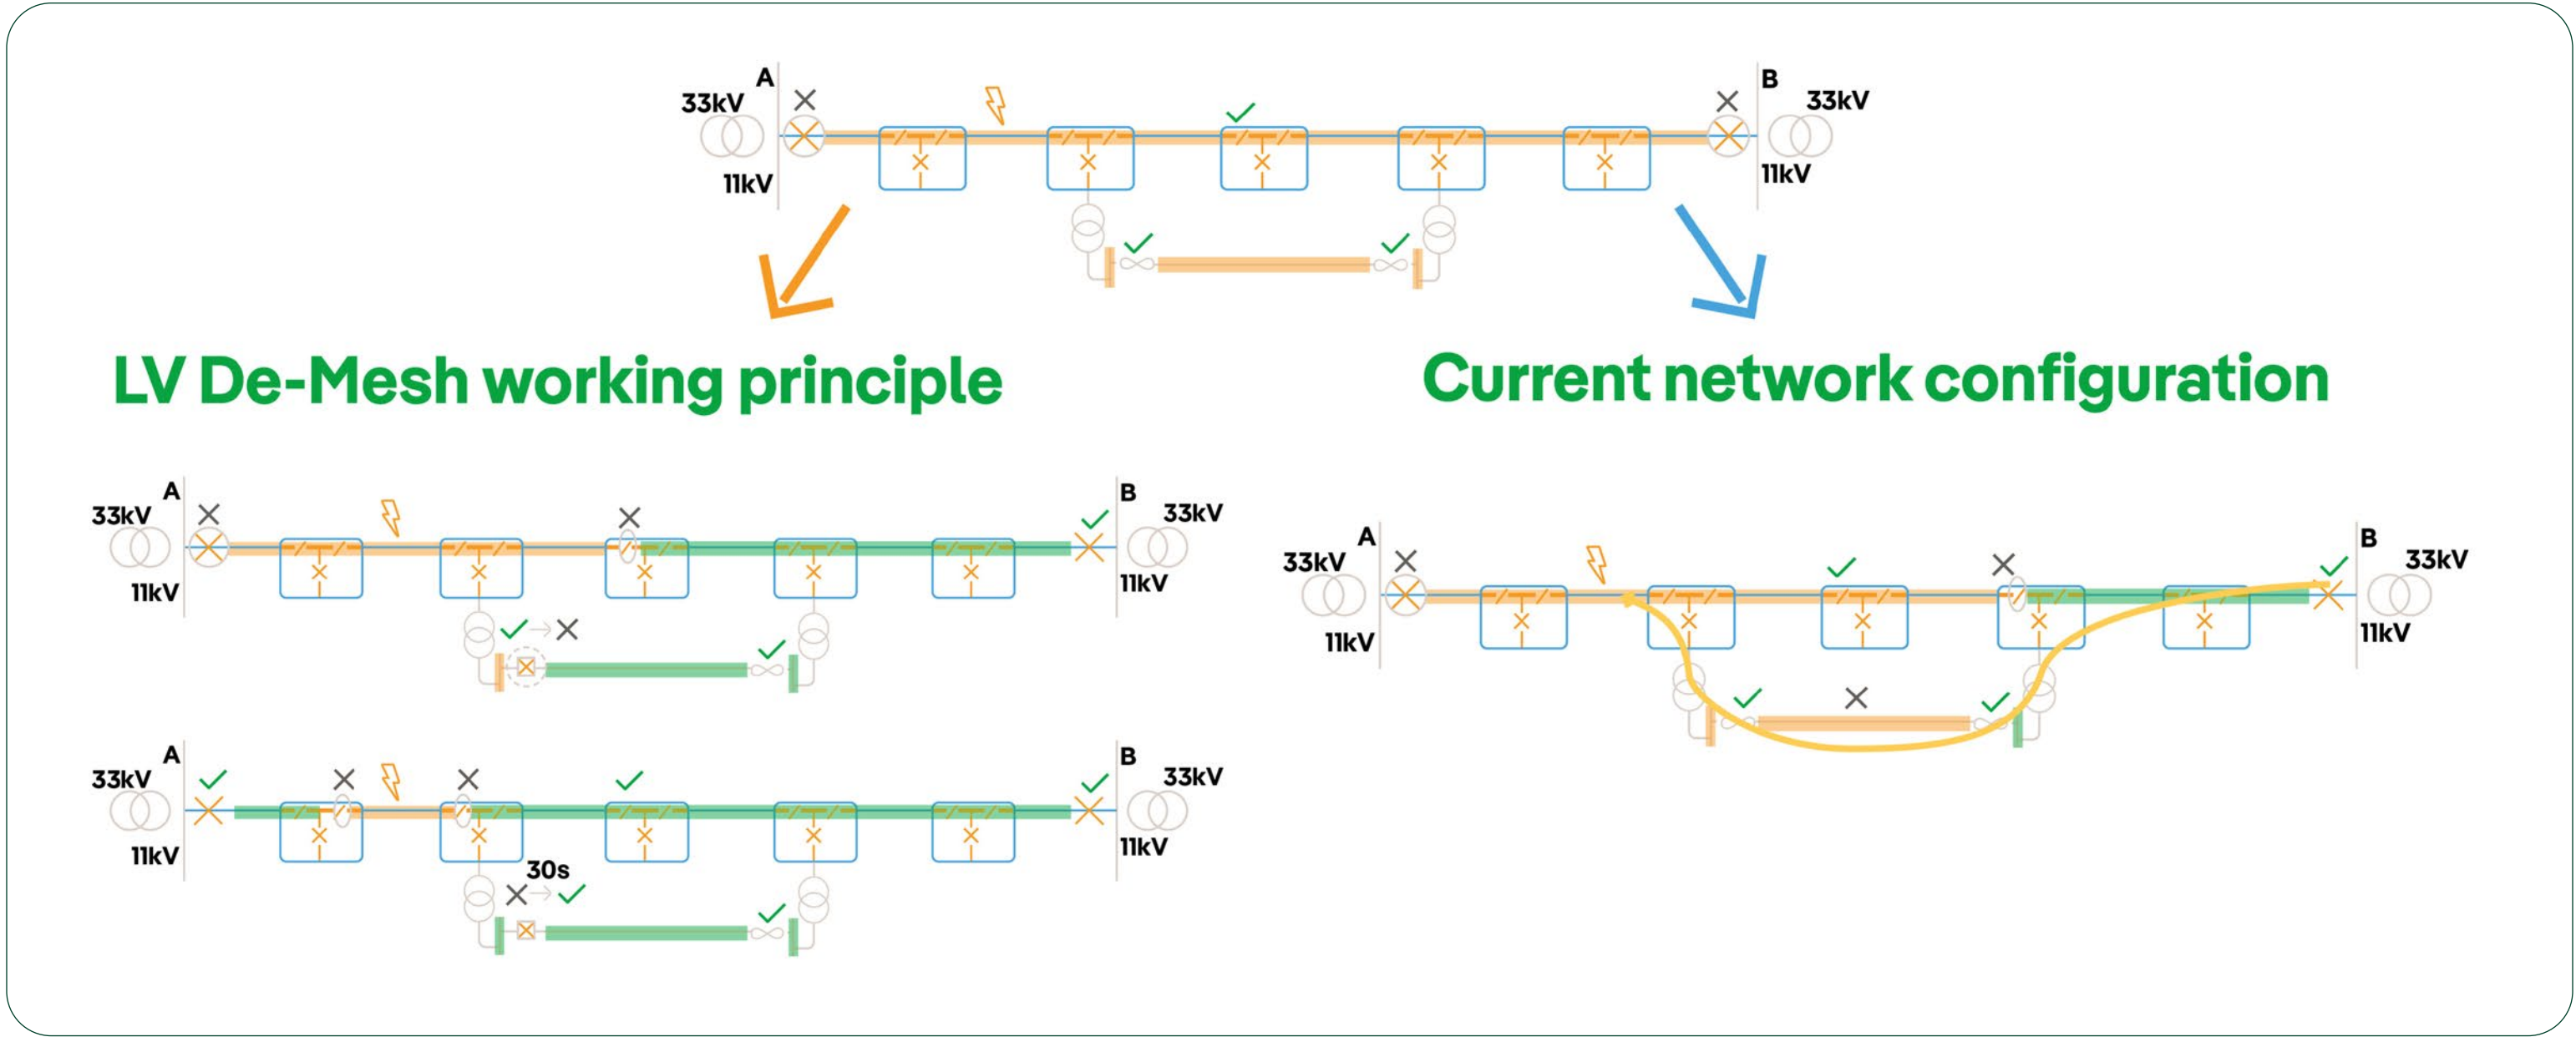 A
B
33kV
33kV
11kV
11kV
LV De-Mesh working principle
Current network configuration
A
B
33kV
33kV
11kV
11kV
A
B
33kV
33kV
11kV
11kV
A
B
33kV
33kV
11kV
11kV
30s